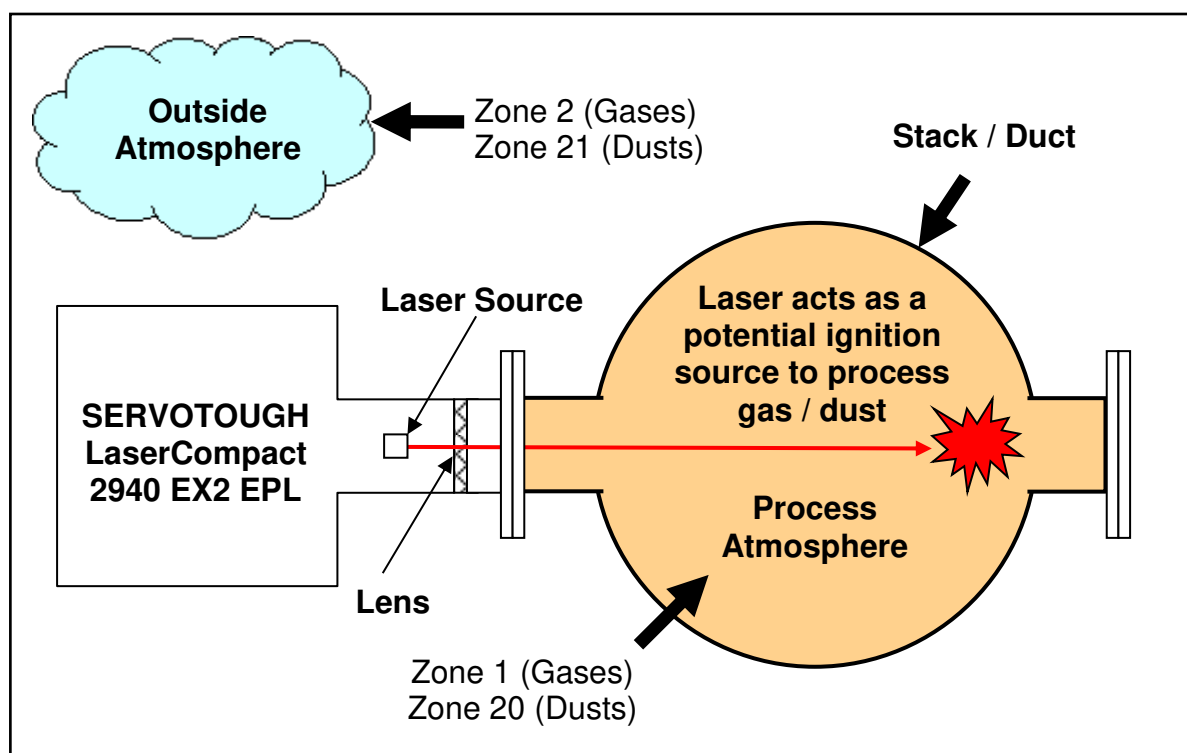 Outside
Atmosphere
Zone 2 (Gases)
Zone 21 (Dusts)
Stack / Duct
Laser Source
Laser acts as a
potential ignition
source to process
gas / dust
SERVOTOUGH
LaserCompact
2940 EX2 EPL
Process
Atmosphere
Lens
Zone 1 (Gases)
Zone 20 (Dusts)